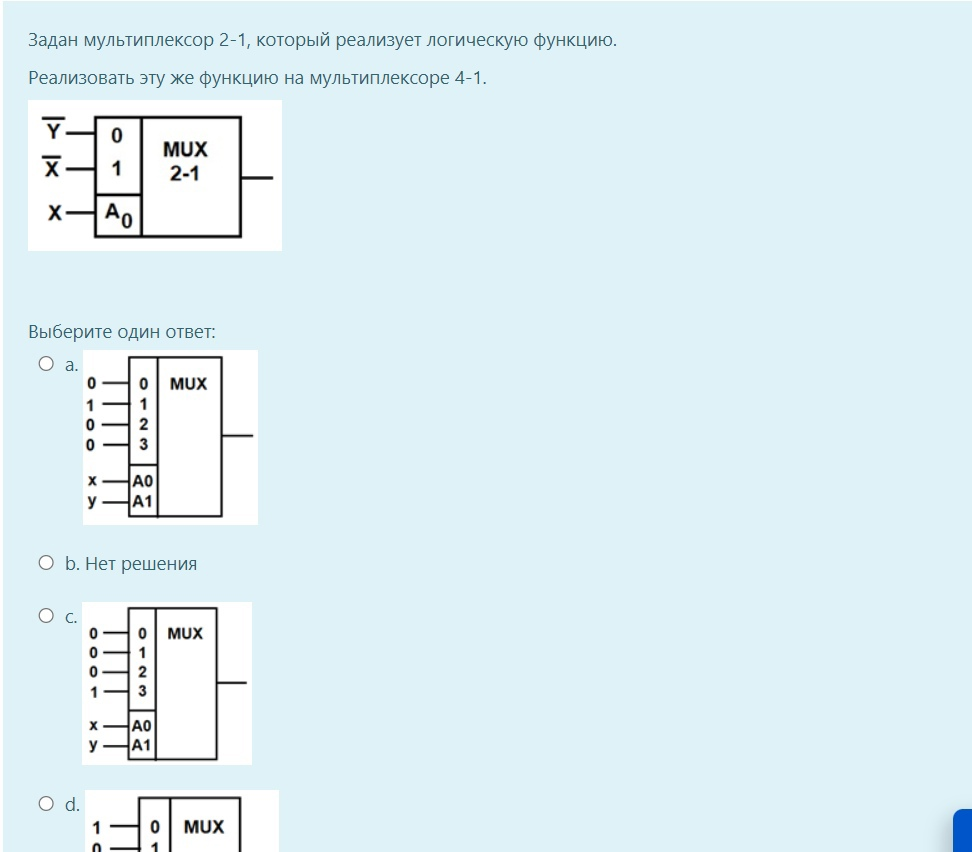 Задан мультиплексор 2-1, который реализует логическую функцию.
Реализовать эту же функцию на мультиплексоре 4-1.
Y̅ 0 MUX
X̅ 1 2-1
X A₀
Выберите один ответ:
a.
0 0 MUX
1 1
0 2
0 3
x A0
y A1
b. Нет решения
c.
0 0 MUX
0 1
0 2
1 3
x A0
y A1
d.
1 0 MUX
0 1